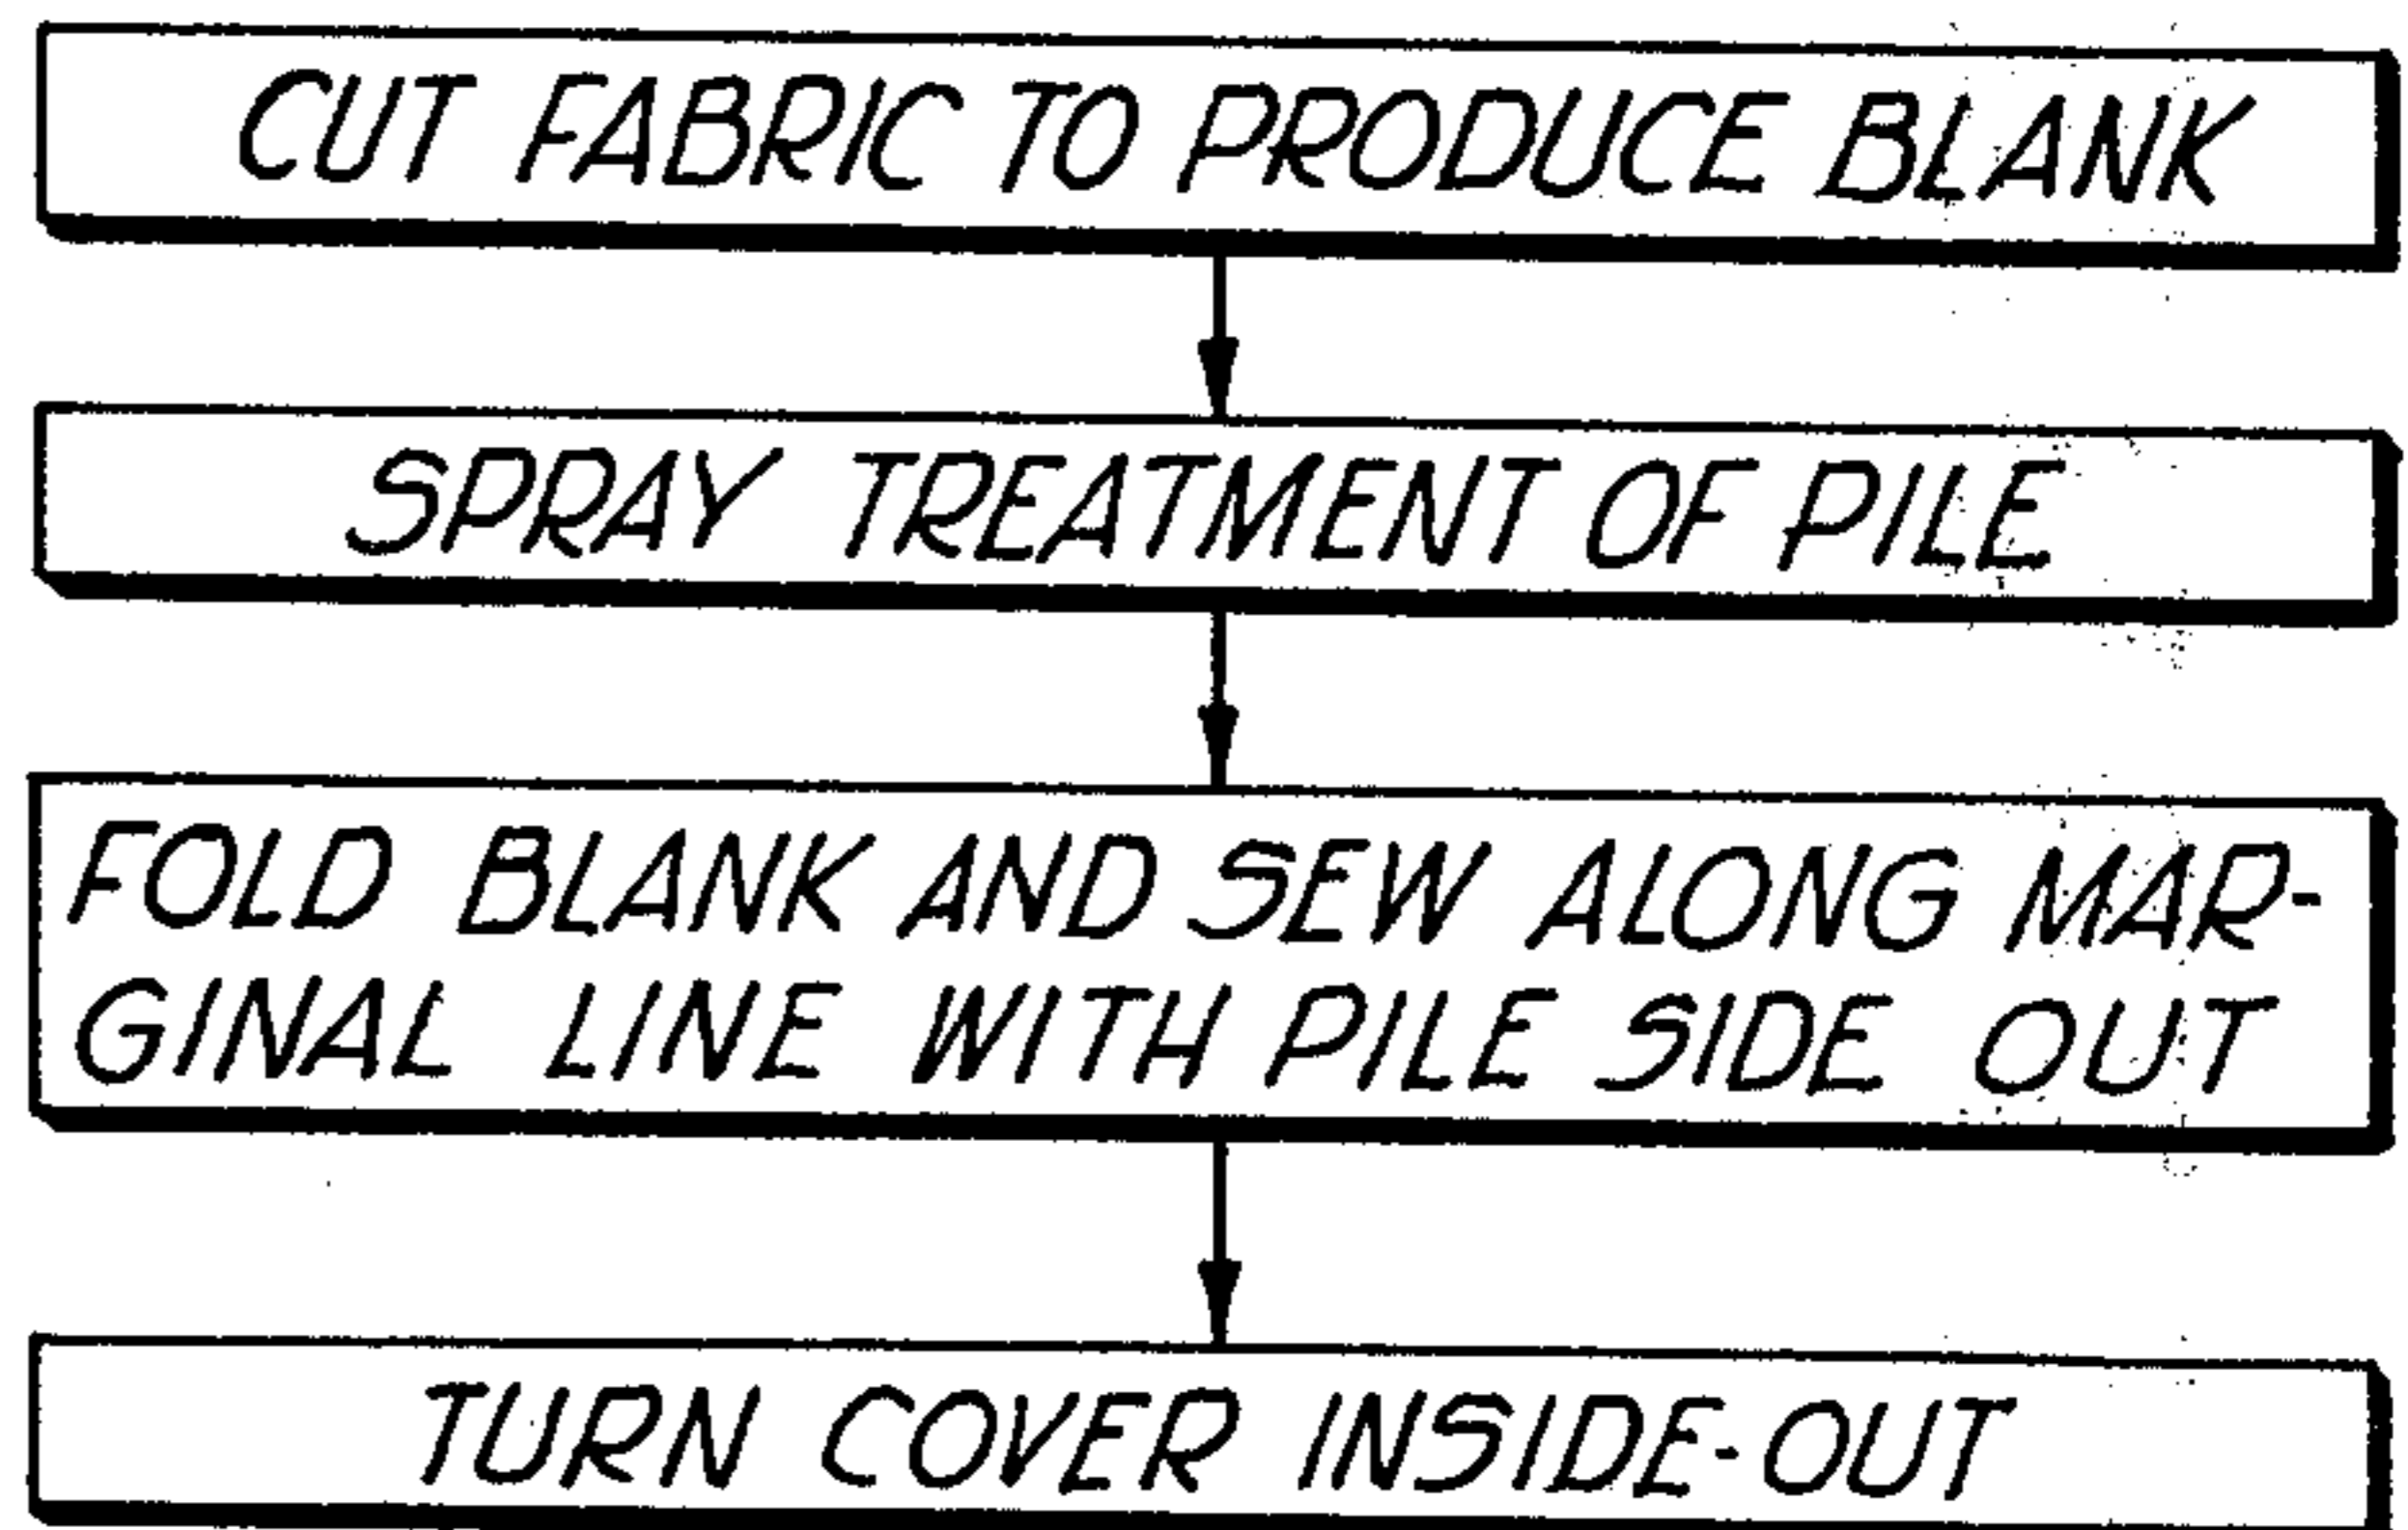 CUT FABRIC TO PRODUCE BLANK
SPRAY TREATMENT OF PILE
FOLD BLANK AND SEW ALONG MAR-
GINAL LINE WITH PILE SIDE OUT
TURN COVER INSIDE-OUT